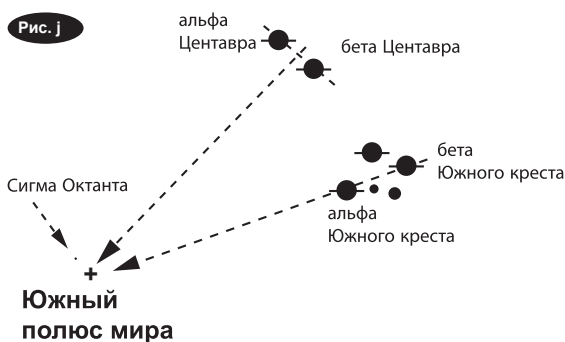 Рис. j
альфа
Центавра
бета Центавра
бета
Южного креста
Сигма Октанта
альфа
Южного креста
+
Южный
полюс мира